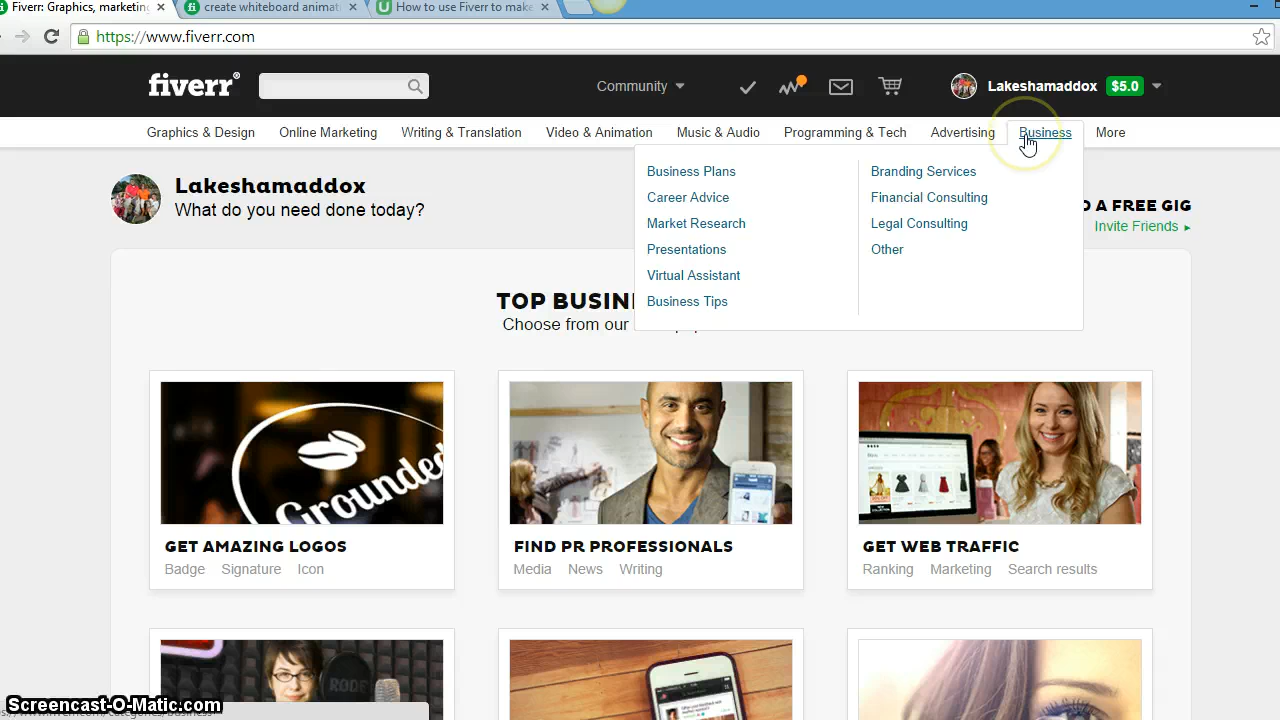 Fiverr: Graphics, marketing
create whiteboard animat
How to use Fiverr to make
https://www.fiverr.com
fiverr®
Community
Lakeshamaddox
$5.0
Graphics & Design
Online Marketing
Writing & Translation
Video & Animation
Music & Audio
Programming & Tech
Advertising
Business
More
Business Plans
Career Advice
Market Research
Presentations
Virtual Assistant
Business Tips
Branding Services
Financial Consulting
Legal Consulting
Other
Lakeshamaddox
What do you need done today?
A FREE GIG
Invite Friends ▸
TOP BUSIN
Choose from our
Grounded
GET AMAZING LOGOS
Badge Signature Icon
FIND PR PROFESSIONALS
Media News Writing
GET WEB TRAFFIC
Ranking Marketing Search results
RODE
Screencast-O-Matic.com